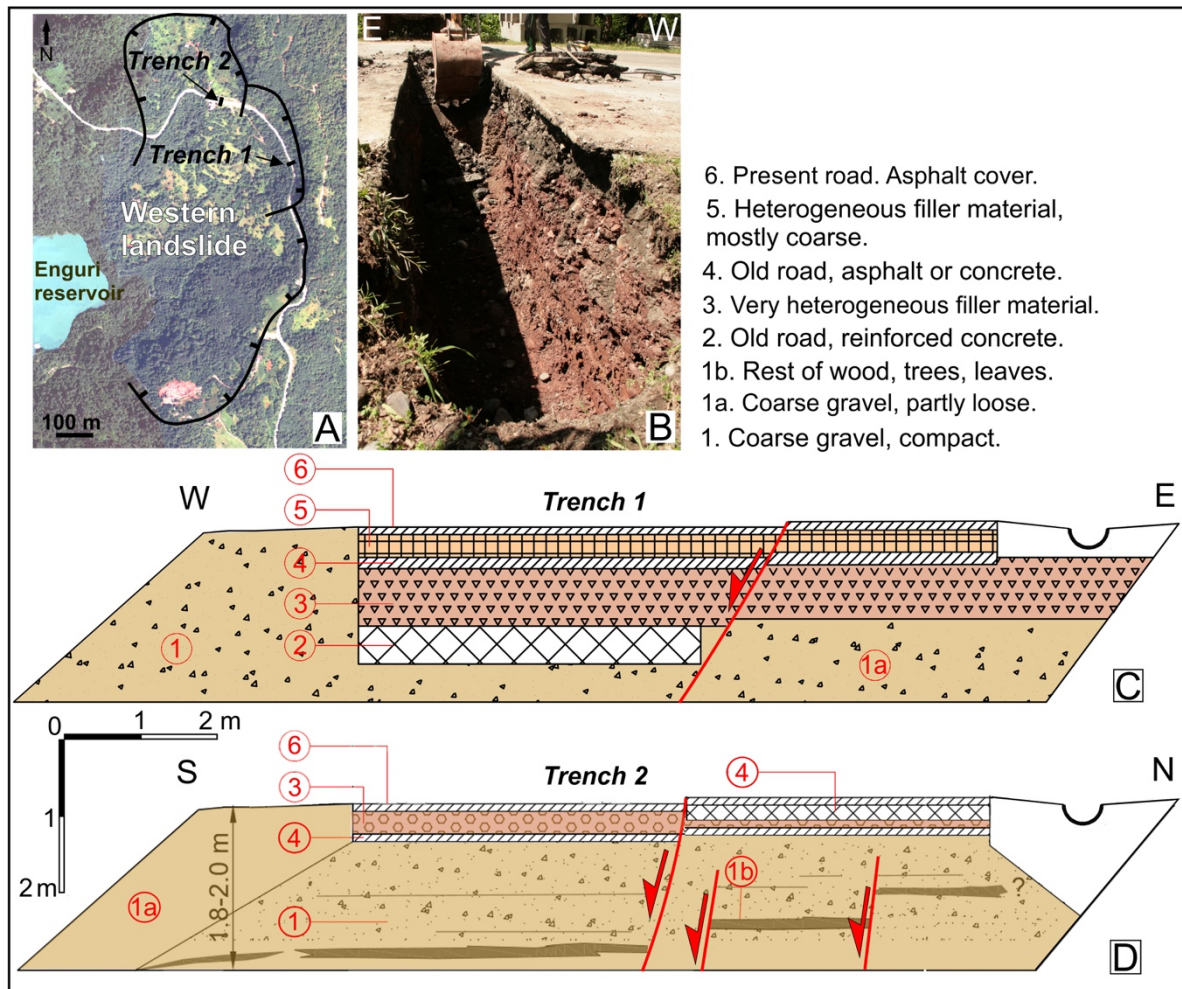 N
Trench 2
Trench 1
Western
landslide
Enguri
reservoir
100 m
A
E
W
B
6. Present road. Asphalt cover.
5. Heterogeneous filler material,
mostly coarse.
4. Old road, asphalt or concrete.
3. Very heterogeneous filler material.
2. Old road, reinforced concrete.
1b. Rest of wood, trees, leaves.
1a. Coarse gravel, partly loose.
1. Coarse gravel, compact.
W
Trench 1
E
6
5
4
3
2
1
1a
C
0 1 2 m
1
2 m
S
Trench 2
N
6
3
4
4
1.8-2.0 m
1a
1
1b
?
D